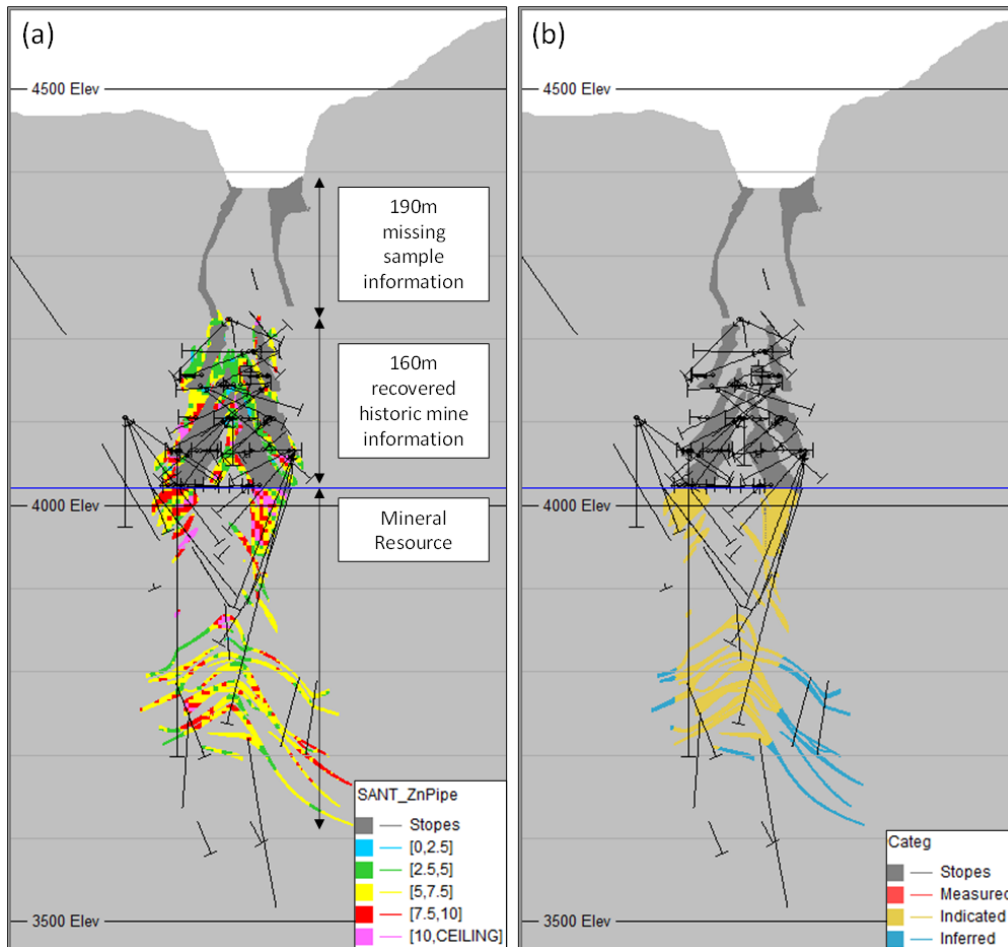 (a)
4500 Elev
190m
missing
sample
information
160m
recovered
historic mine
information
4000 Elev
Mineral
Resource
SANT_ZnPipe
Stopes
[0,2.5]
[2.5,5]
[5,7.5]
[7.5,10]
[10,CEILING]
3500 Elev
(b)
4500 Elev
4000 Elev
Categ
Stopes
Measured
Indicated
Inferred
3500 Elev